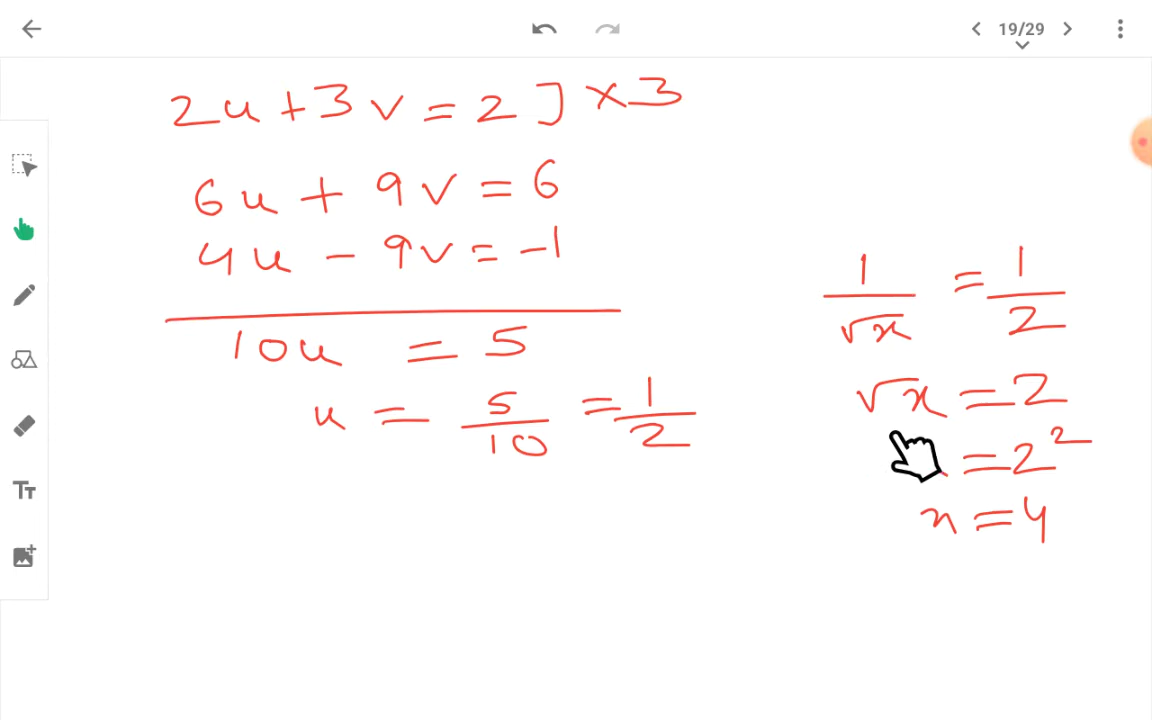 19/29
2u + 3v = 2 ] × 3
6u + 9v = 6
4u - 9v = -1
10u = 5
u = 5/10 = 1/2
1/√x = 1/2
√x = 2
= 2²
x = 4
Tт